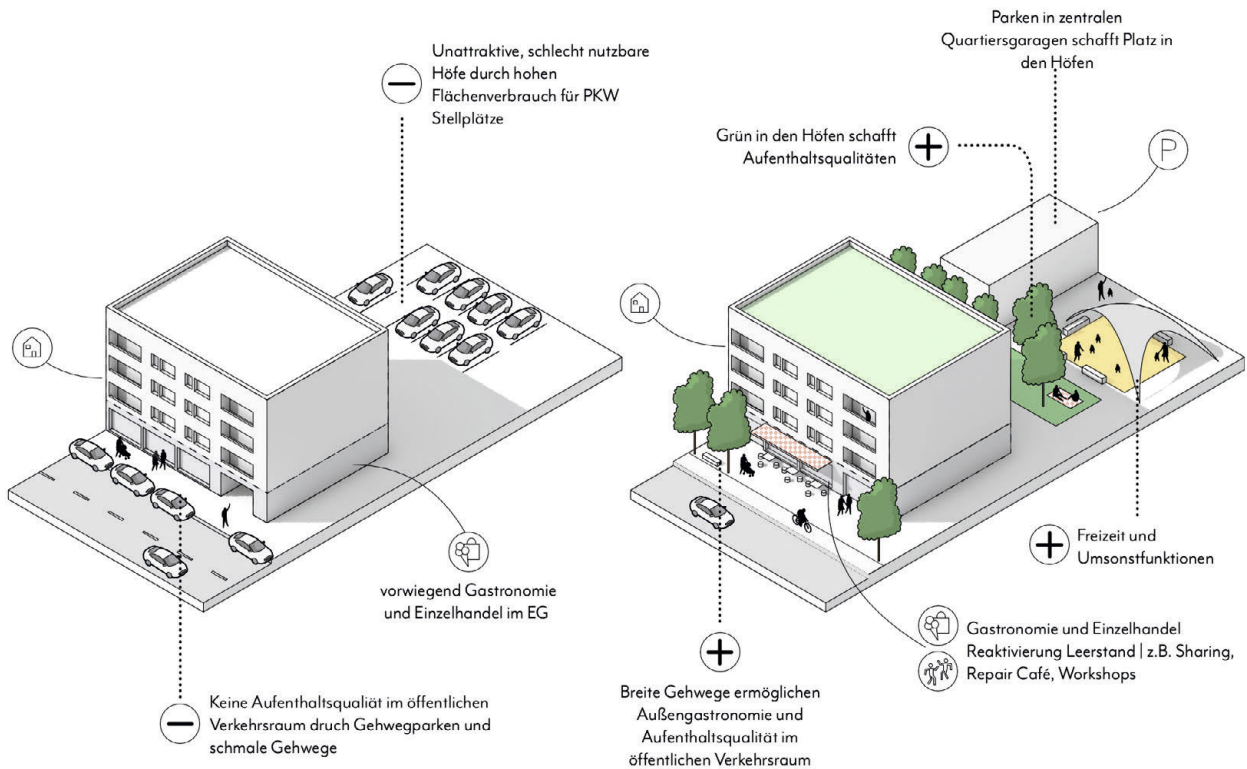 Unattraktive, schlecht nutzbare
Höfe durch hohen
Flächenverbrauch für PKW
Stellplätze
vorwiegend Gastronomie
und Einzelhandel im EG
Keine Aufenthaltsqualiät im öffentlichen
Verkehrsraum druch Gehwegparken und
schmale Gehwege
Parken in zentralen
Quartiersgaragen schafft Platz in
den Höfen
Grün in den Höfen schafft
Aufenthaltsqualitäten
P
Freizeit und
Umsonstfunktionen
Gastronomie und Einzelhandel
Reaktivierung Leerstand | z.B. Sharing,
Repair Café, Workshops
Breite Gehwege ermöglichen
Außengastronomie und
Aufenthaltsqualität im
öffentlichen Verkehrsraum